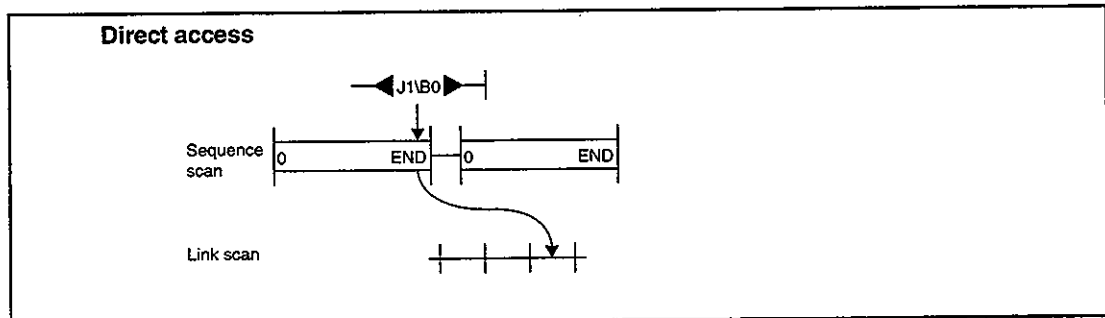 Direct access
J1\B0
Sequence scan
0 END 0 END
Link scan